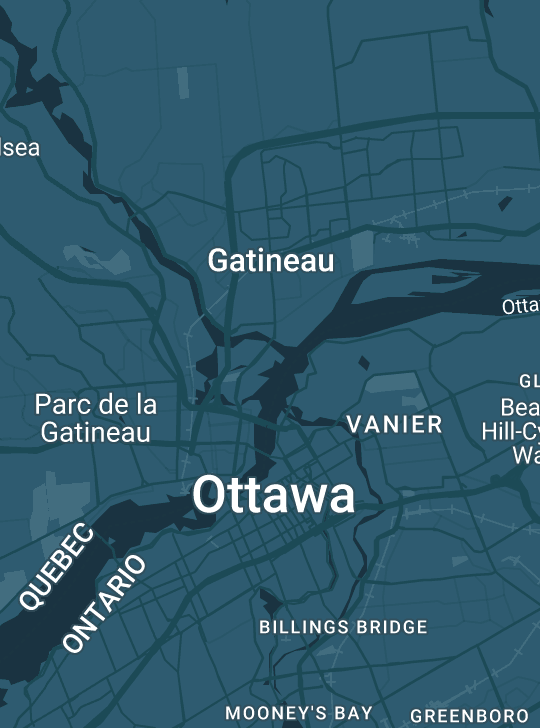 lsea
Gatineau
Otta
GL
Parc de la
Gatineau
Bea
Hill-Cy
Wa
VANIER
Ottawa
QUEBEC
ONTARIO
BILLINGS BRIDGE
MOONEY'S BAY
GREENBORO